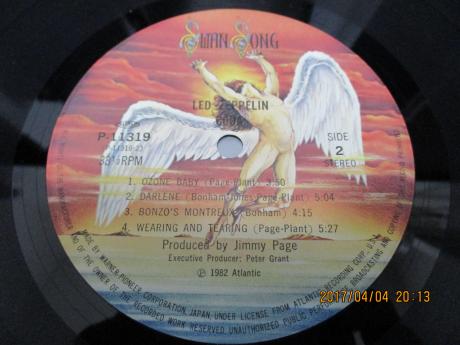 SWAN SONG
LED ZEPPELIN
CODA
P-11319
33⅓ RPM
SIDE
2
STEREO
1. OZONE BABY (Page-Plant) 3:30
2. DARLENE (Bonham-Jones-Page-Plant) 5:04
3. BONZO'S MONTREUX (Bonham) 4:15
4. WEARING AND TEARING (Page-Plant) 5:27
Produced by Jimmy Page
Executive Producer: Peter Grant
℗ 1982 Atlantic
MADE BY WARNER-PIONEER CORPORATION, JAPAN, UNDER LICENSE FROM ATLANTIC RECORDING CORP., U.S.A.
OF THE OWNER OF THE RECORDED WORK RESERVED. UNAUTHORIZED PUBLIC BROADCASTING AND COPYING
2017/04/04 20:13